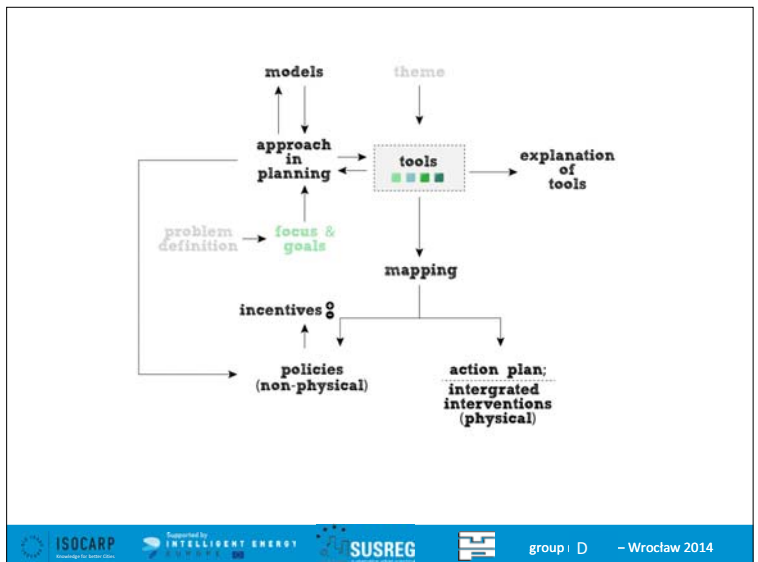 models
theme
approach
in
planning
tools
explanation
of
tools
problem
definition
focus &
goals
mapping
incentives
policies
(non-physical)
action plan;
intergrated
interventions
(physical)
ISOCARP
Knowledge for better Cities
Supported by
INTELLIGENT ENERGY
EUROPE
SUSREG
group D – Wrocław 2014